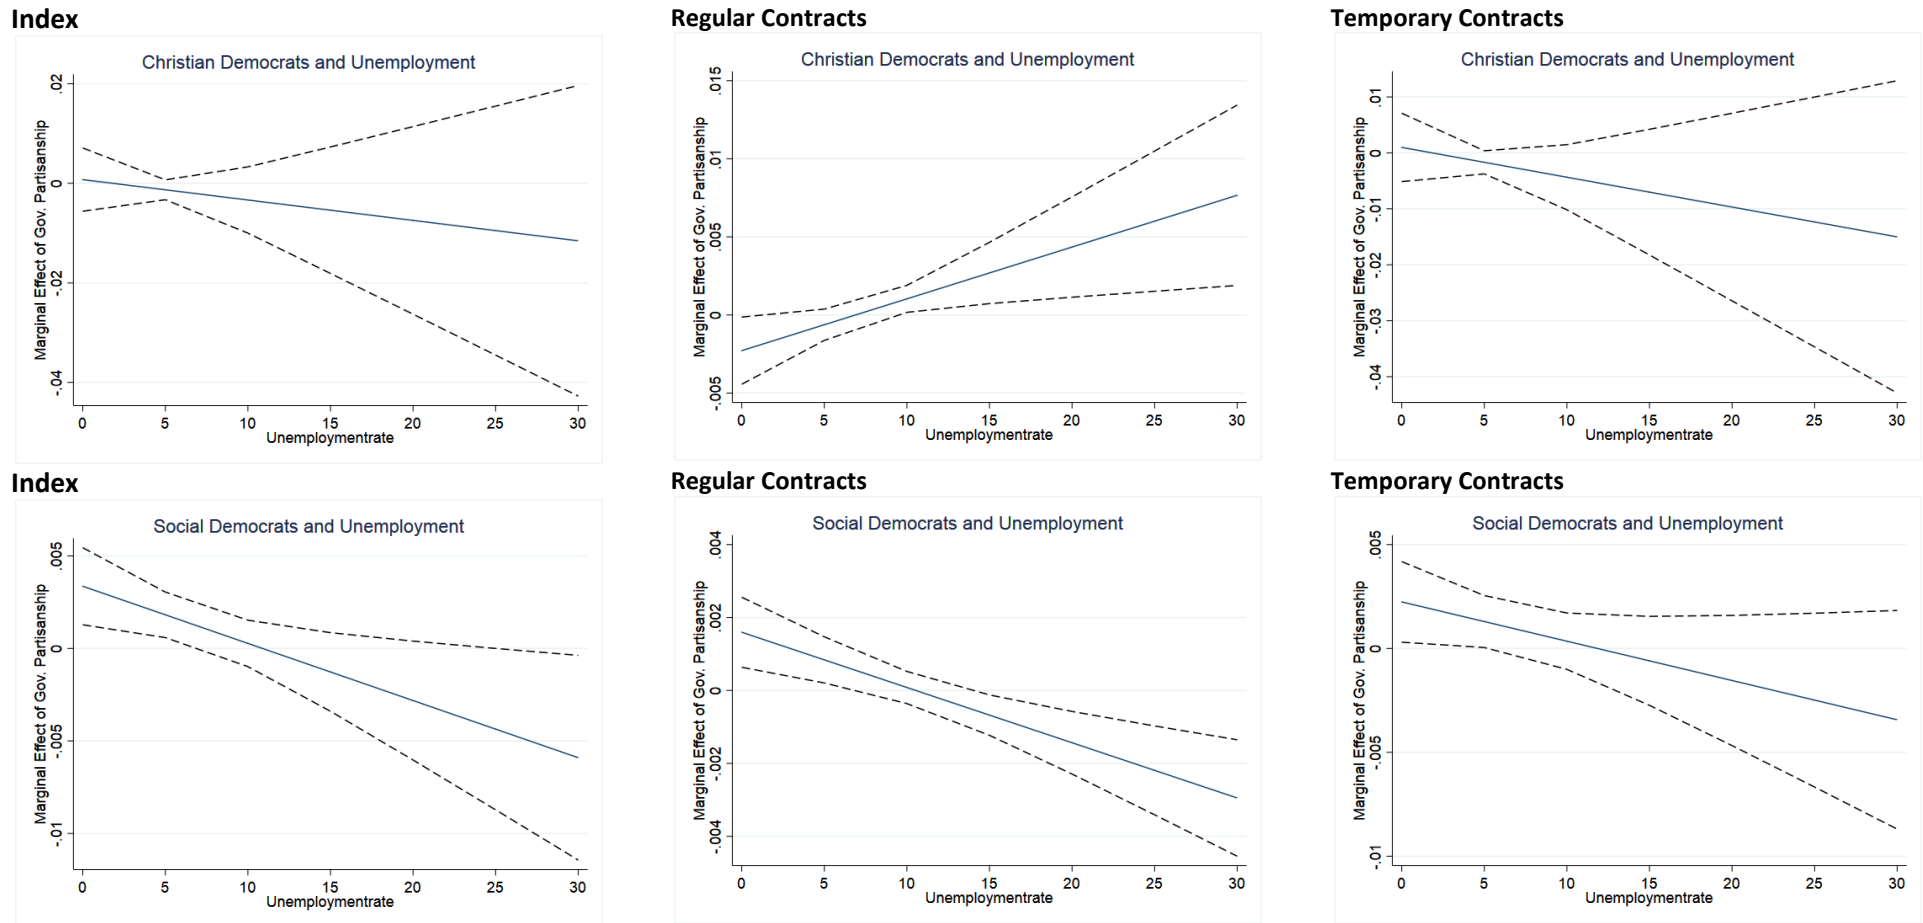 Index
Christian Democrats and Unemployment
Marginal Effect of Gov. Partisanship
.02
0
-.02
-.04
0 5 10 15 20 25 30
Unemploymentrate
Regular Contracts
Christian Democrats and Unemployment
Marginal Effect of Gov. Partisanship
.015
.01
.005
0
-.005
0 5 10 15 20 25 30
Unemploymentrate
Temporary Contracts
Christian Democrats and Unemployment
Marginal Effect of Gov. Partisanship
.01
0
-.01
-.02
-.03
-.04
0 5 10 15 20 25 30
Unemploymentrate
Index
Social Democrats and Unemployment
Marginal Effect of Gov. Partisanship
.005
0
-.005
-.01
0 5 10 15 20 25 30
Unemploymentrate
Regular Contracts
Social Democrats and Unemployment
Marginal Effect of Gov. Partisanship
.004
.002
0
-.002
-.004
0 5 10 15 20 25 30
Unemploymentrate
Temporary Contracts
Social Democrats and Unemployment
Marginal Effect of Gov. Partisanship
.005
0
-.005
-.01
0 5 10 15 20 25 30
Unemploymentrate